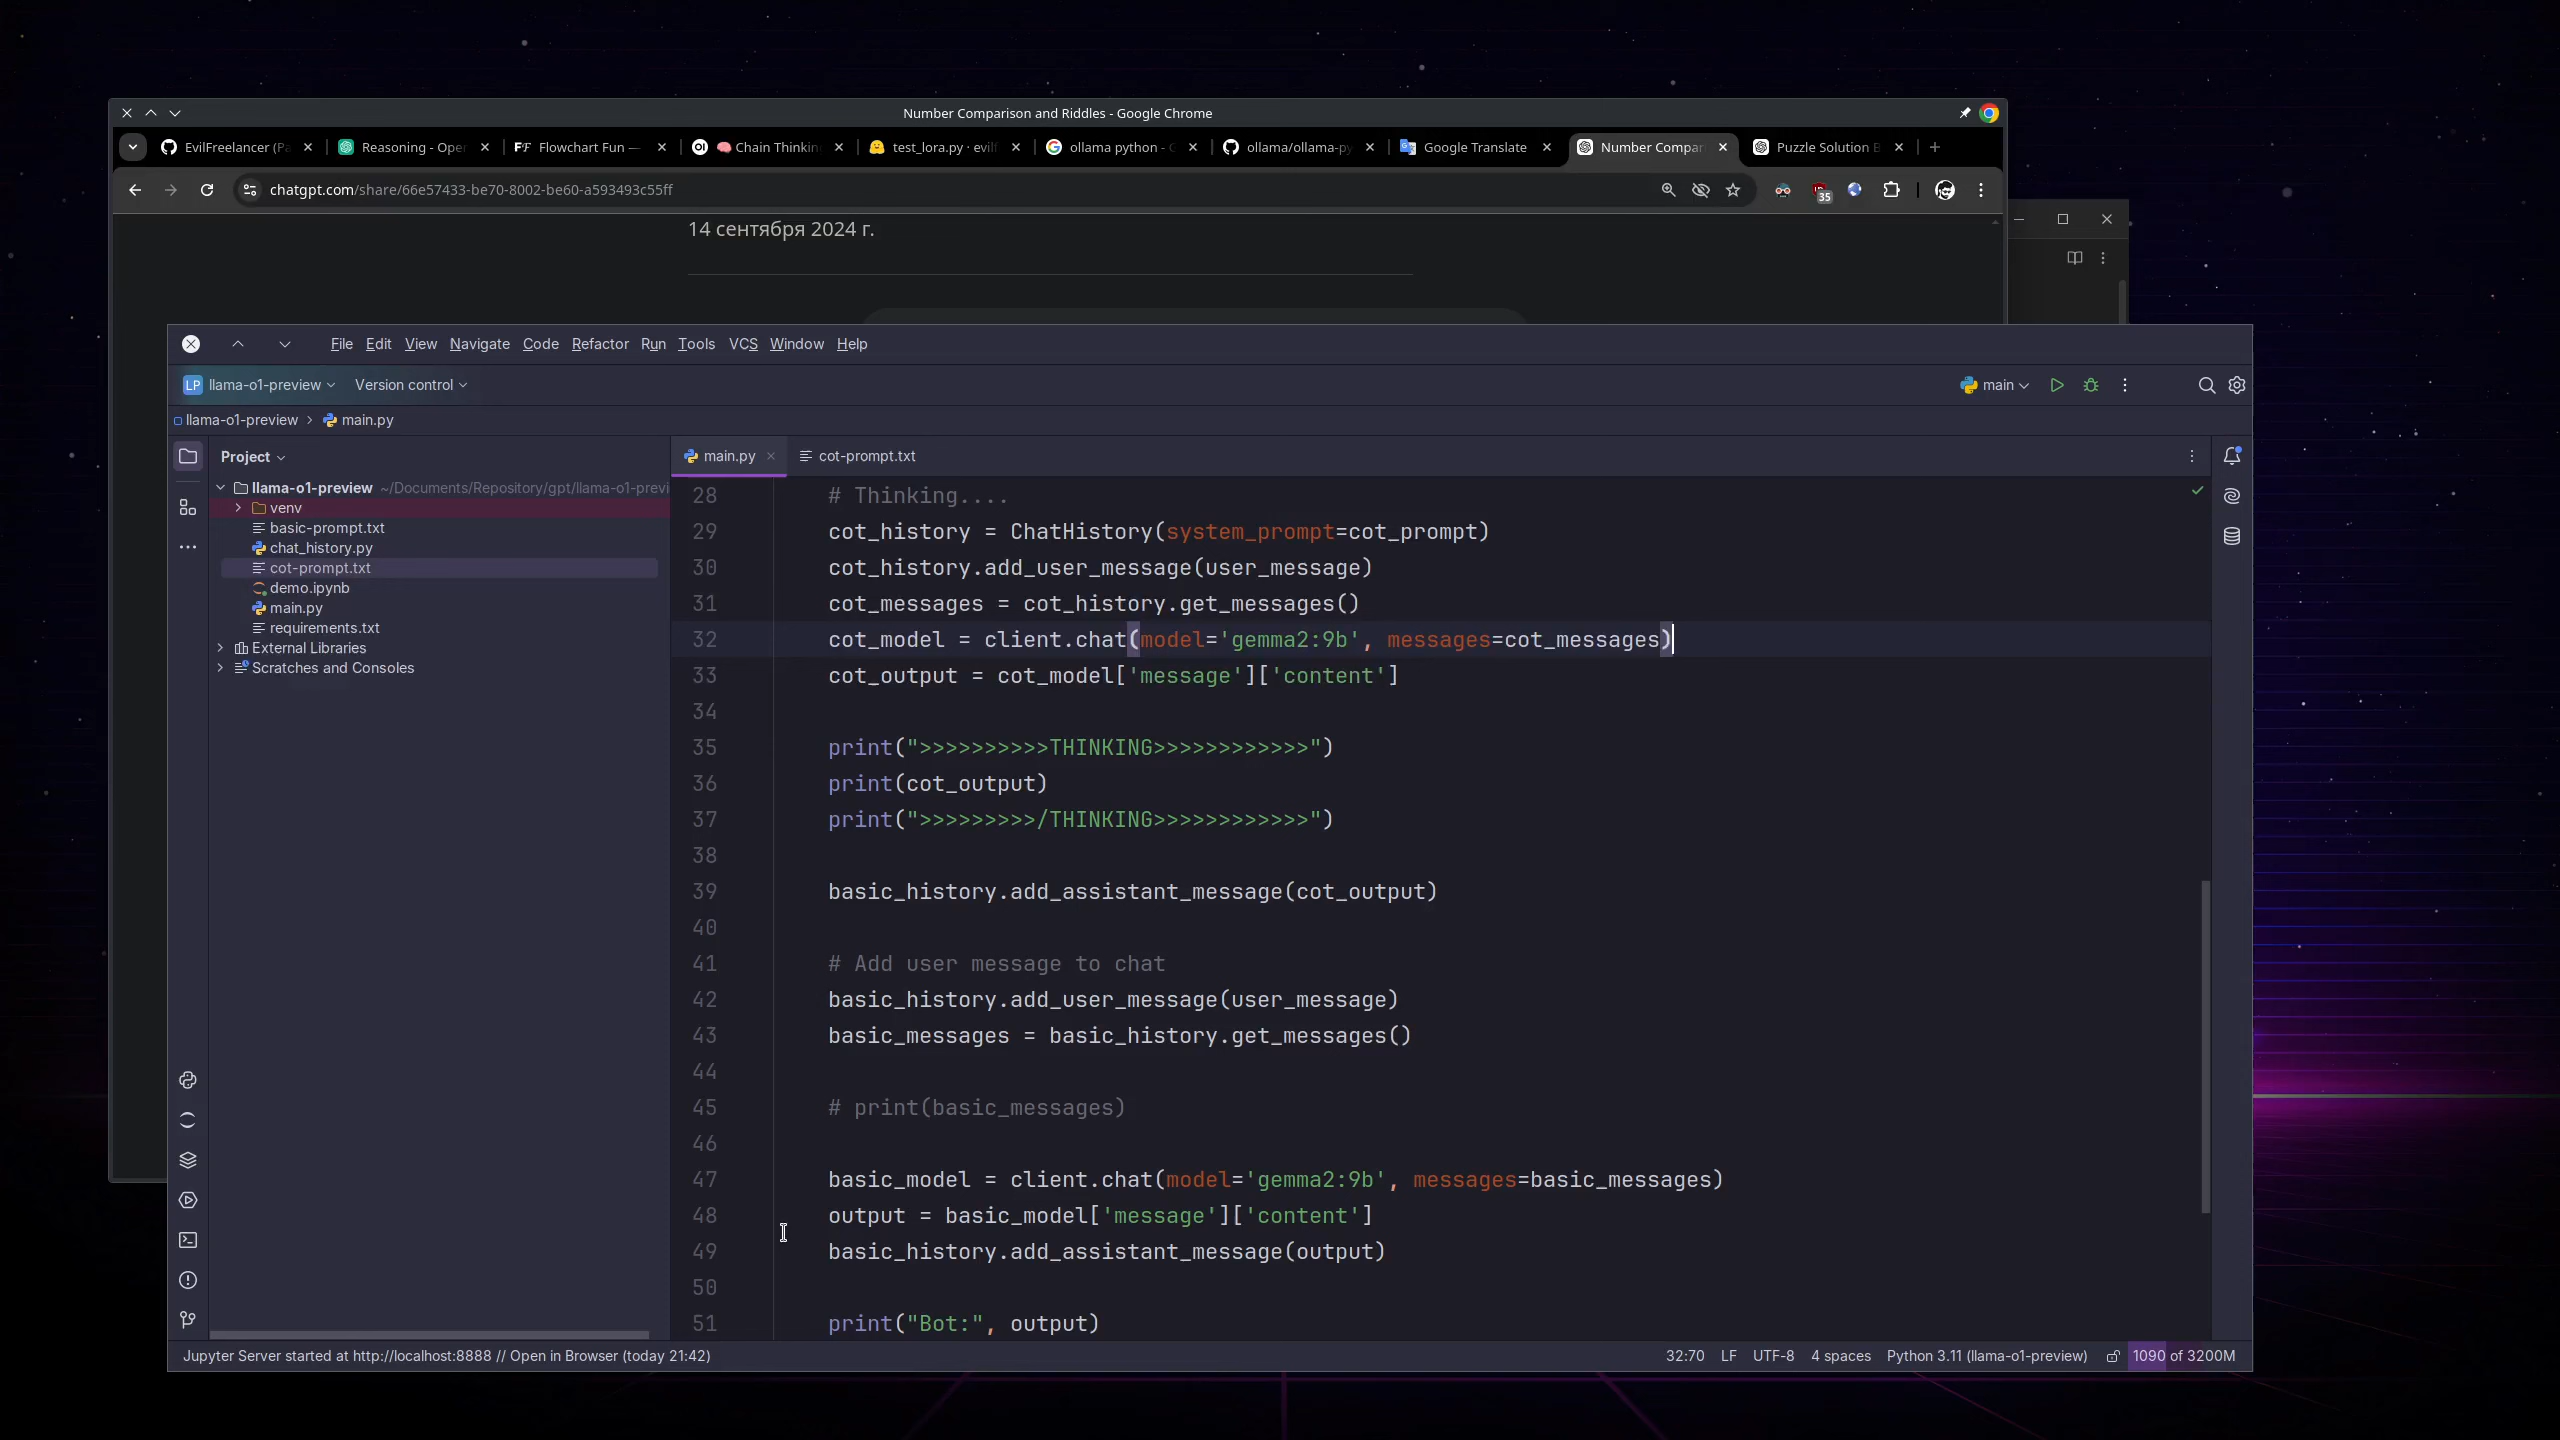 Number Comparison and Riddles - Google Chrome
EvilFreelancer (Pa
Reasoning - Ope
Flowchart Fun —
Chain Thinkin
test_lora.py · evilf
ollama python - G
ollama/ollama-py
Google Translate
Number Compari
Puzzle Solution B
chatgpt.com/share/66e57433-be70-8002-be60-a593493c55ff
35
14 сентября 2024 г.
File Edit View Navigate Code Refactor Run Tools VCS Window Help
LP llama-o1-preview Version control main
llama-o1-preview > main.py
Project
llama-o1-preview ~/Documents/Repository/gpt/llama-o1-previ
venv
basic-prompt.txt
chat_history.py
cot-prompt.txt
demo.ipynb
main.py
requirements.txt
External Libraries
Scratches and Consoles
main.py cot-prompt.txt
28 # Thinking....
29 cot_history = ChatHistory(system_prompt=cot_prompt)
30 cot_history.add_user_message(user_message)
31 cot_messages = cot_history.get_messages()
32 cot_model = client.chat(model='gemma2:9b', messages=cot_messages)
33 cot_output = cot_model['message']['content']
34
35 print(">>>>>>>>>>THINKING>>>>>>>>>>>>")
36 print(cot_output)
37 print(">>>>>>>>>/THINKING>>>>>>>>>>>>")
38
39 basic_history.add_assistant_message(cot_output)
40
41 # Add user message to chat
42 basic_history.add_user_message(user_message)
43 basic_messages = basic_history.get_messages()
44
45 # print(basic_messages)
46
47 basic_model = client.chat(model='gemma2:9b', messages=basic_messages)
48 output = basic_model['message']['content']
49 basic_history.add_assistant_message(output)
50
51 print("Bot:", output)
Jupyter Server started at http://localhost:8888 // Open in Browser (today 21:42)
32:70 LF UTF-8 4 spaces Python 3.11 (llama-o1-preview) 1090 of 3200M